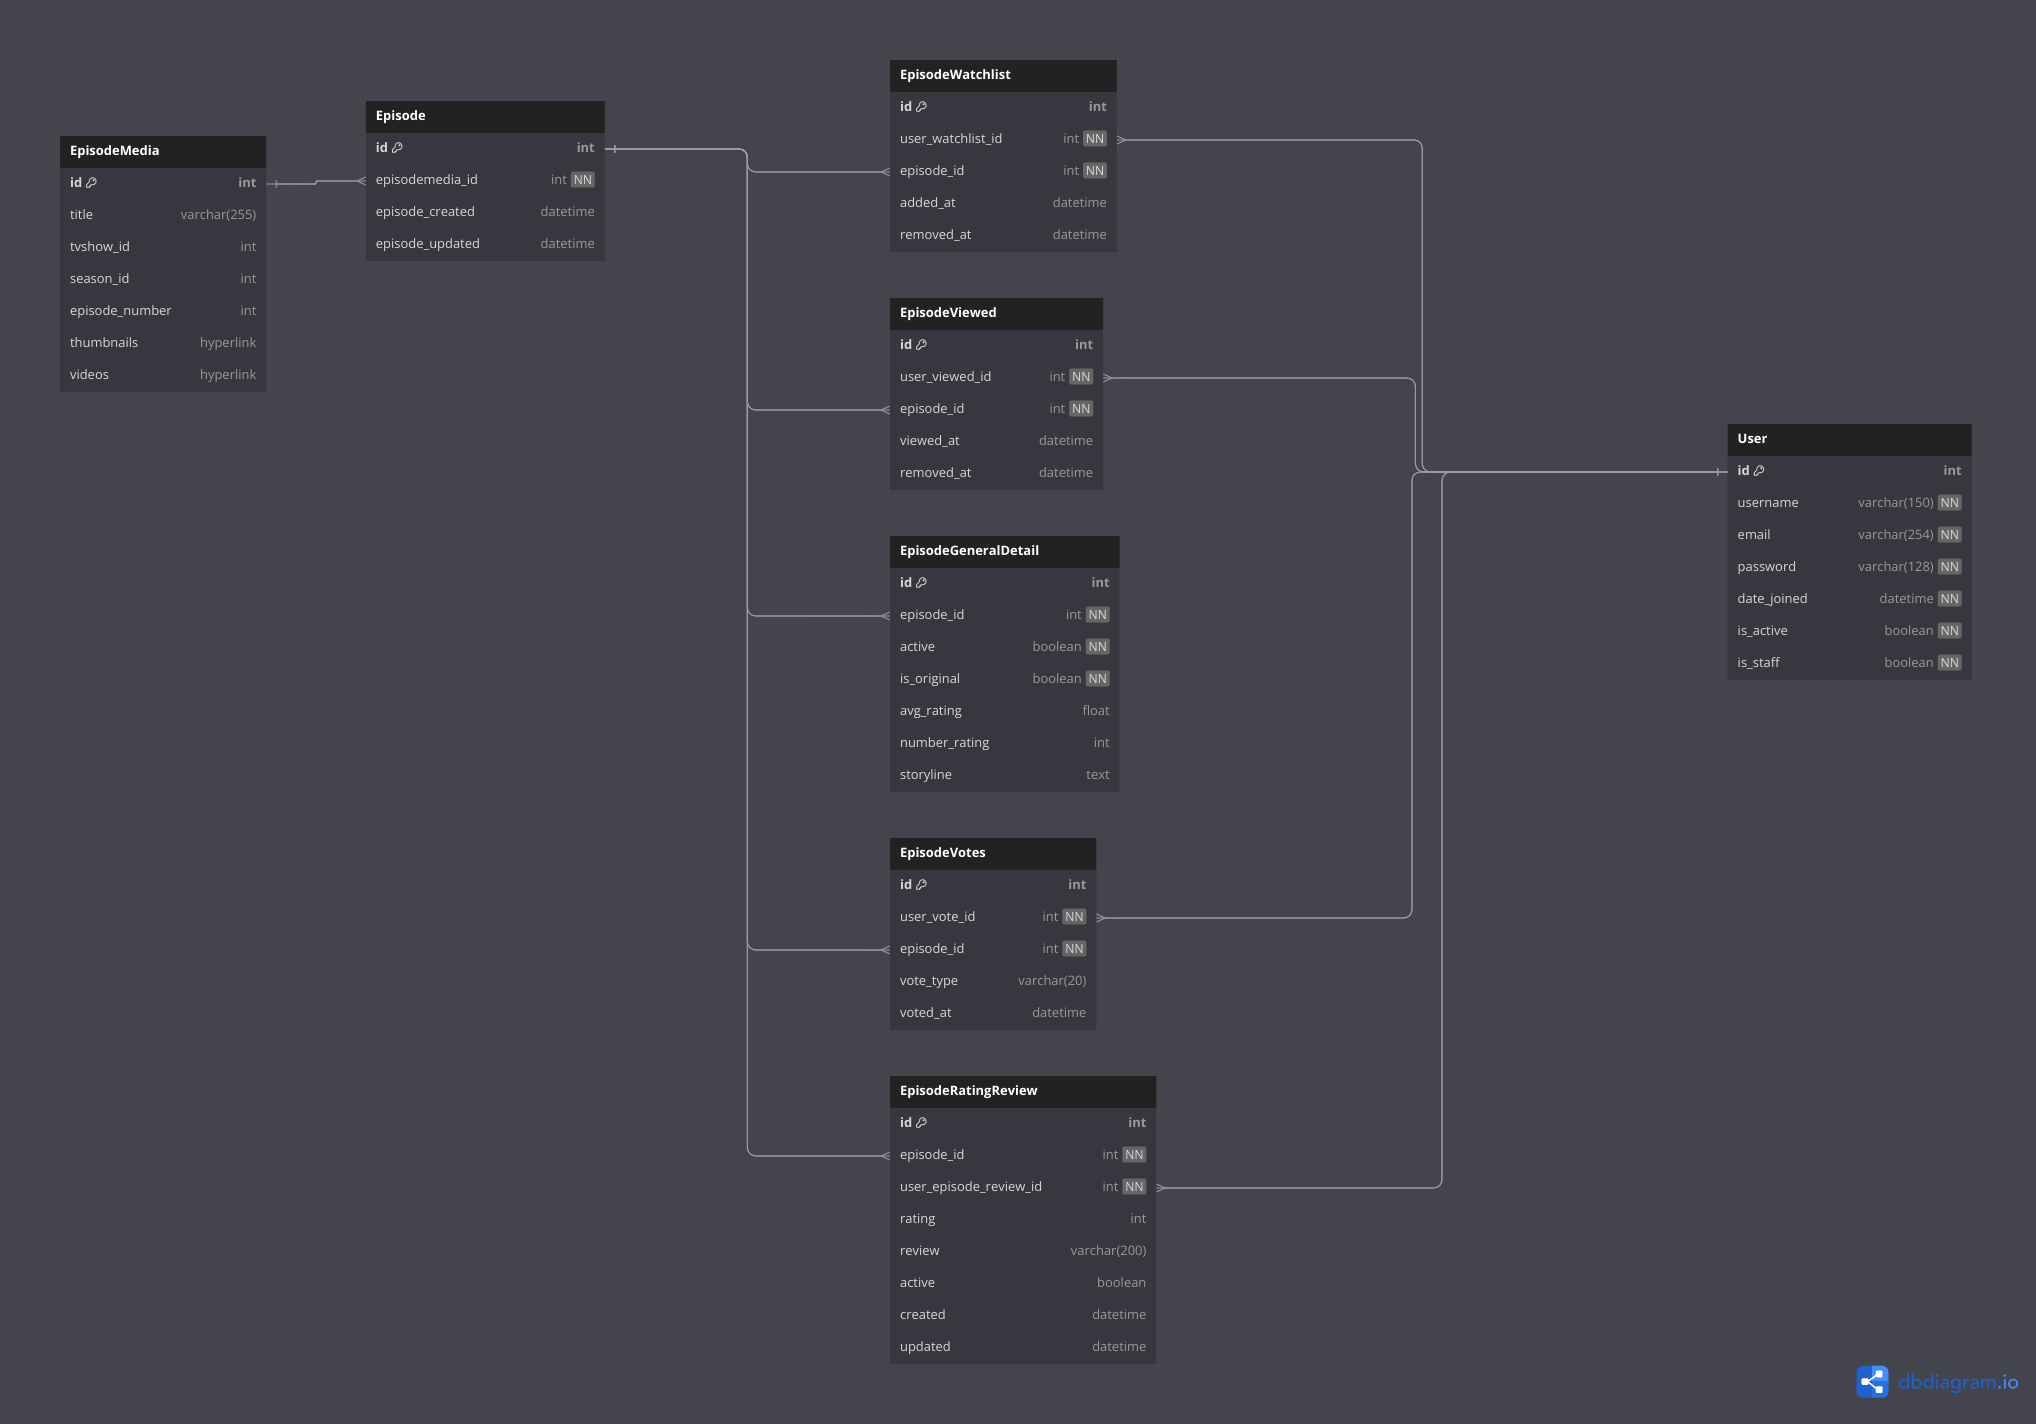 EpisodeMedia
id int
title varchar(255)
tvshow_id int
season_id int
episode_number int
thumbnails hyperlink
videos hyperlink
Episode
id int
episodemedia_id int NN
episode_created datetime
episode_updated datetime
EpisodeWatchlist
id int
user_watchlist_id int NN
episode_id int NN
added_at datetime
removed_at datetime
EpisodeViewed
id int
user_viewed_id int NN
episode_id int NN
viewed_at datetime
removed_at datetime
EpisodeGeneralDetail
id int
episode_id int NN
active boolean NN
is_original boolean NN
avg_rating float
number_rating int
storyline text
EpisodeVotes
id int
user_vote_id int NN
episode_id int NN
vote_type varchar(20)
voted_at datetime
EpisodeRatingReview
id int
episode_id int NN
user_episode_review_id int NN
rating int
review varchar(200)
active boolean
created datetime
updated datetime
User
id int
username varchar(150) NN
email varchar(254) NN
password varchar(128) NN
date_joined datetime NN
is_active boolean NN
is_staff boolean NN
dbdiagram.io